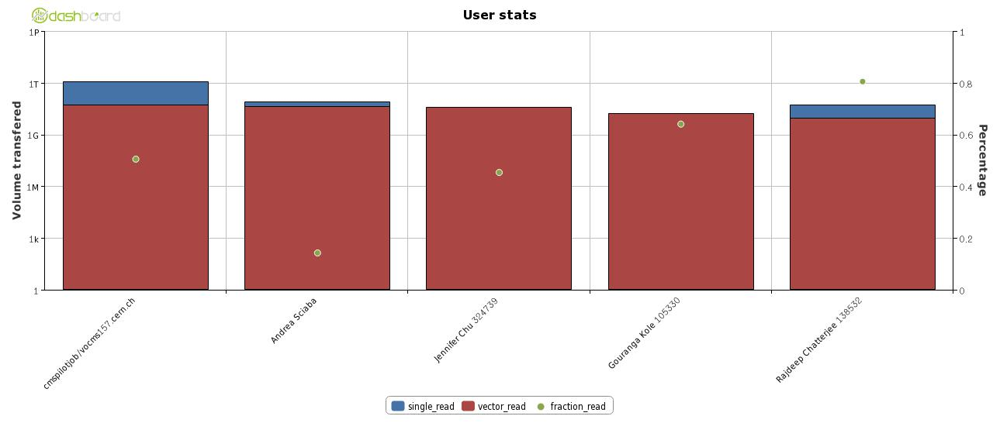 dashboard
User stats
Volume transfered
1P
1T
1G
1M
1k
1
1
0.8
0.6
0.4
0.2
0
Percentage
cmspilotjob/vocms157.cern.ch
Andrea Sciaba
Jennifer Chu 324739
Gouranga Kole 105330
Rajdeep Chatterjee 138532
single_read vector_read fraction_read